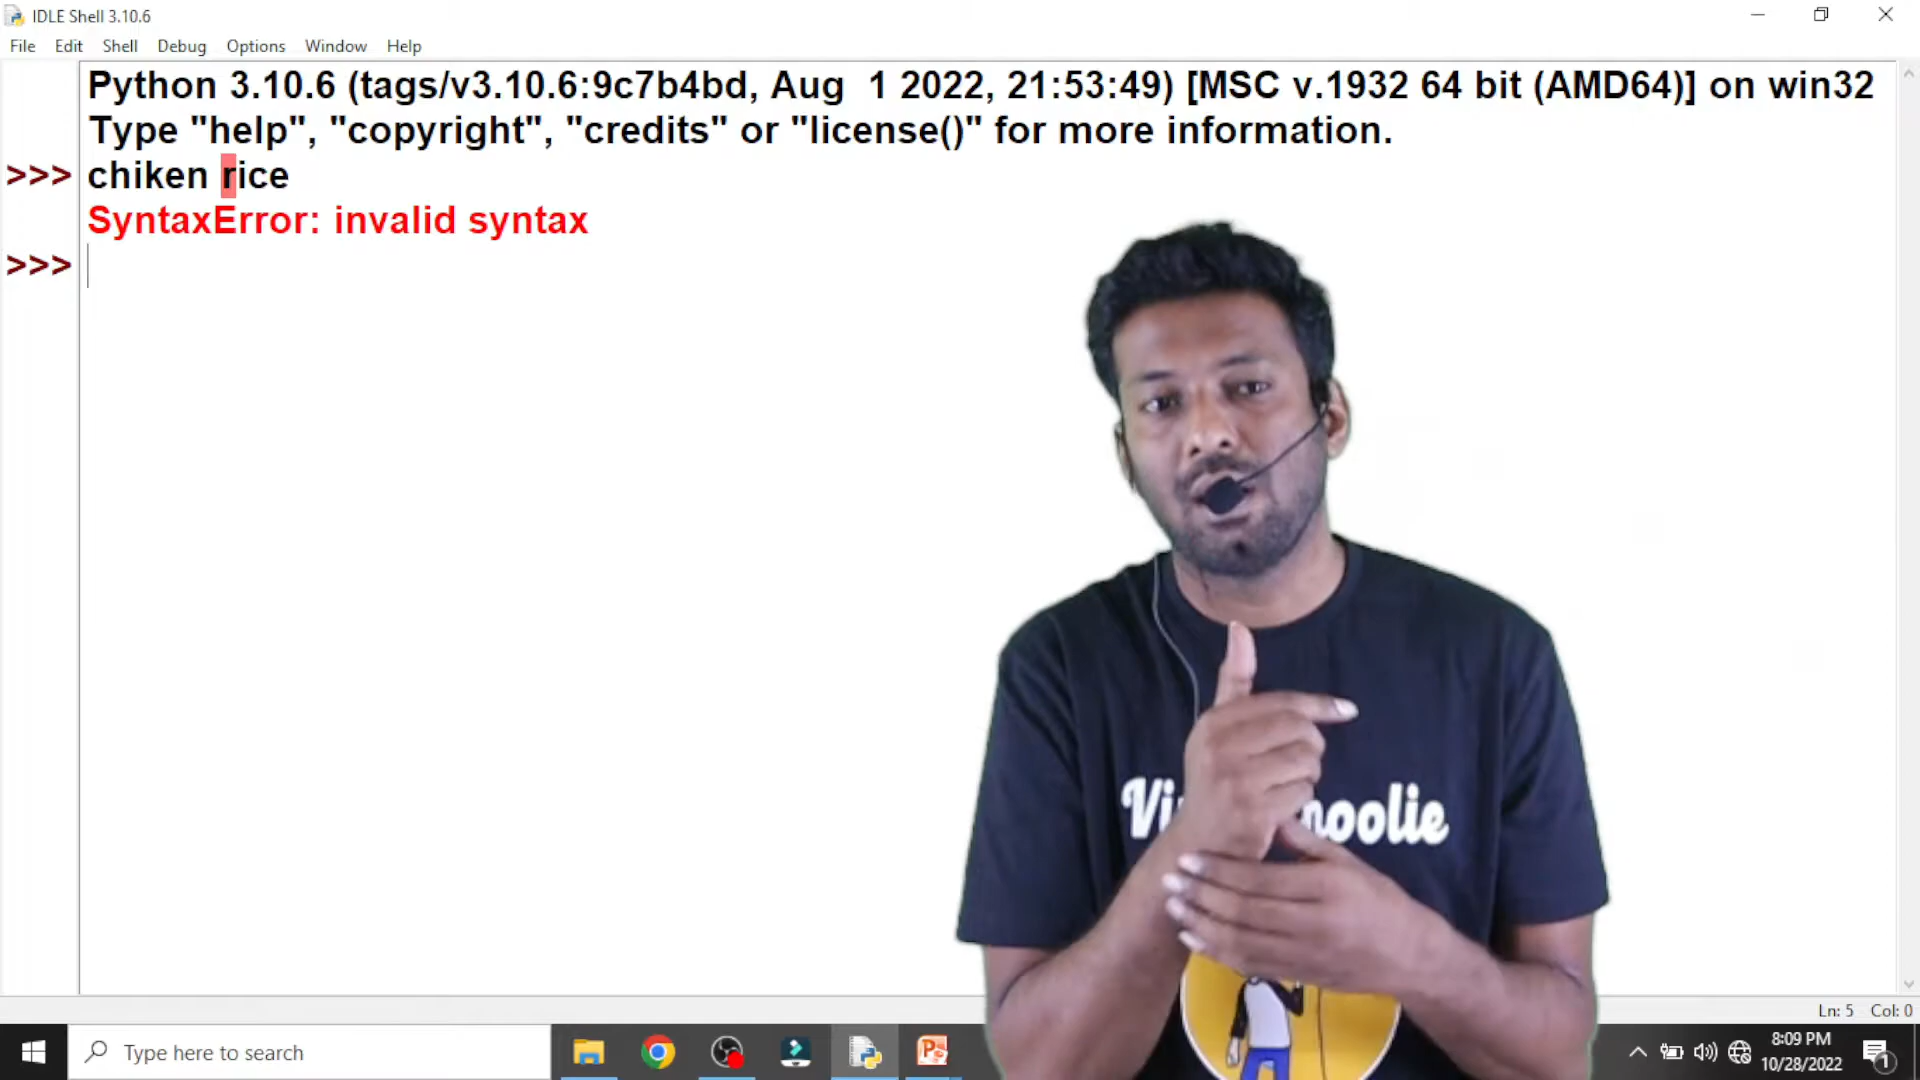 IDLE Shell 3.10.6
File Edit Shell Debug Options Window Help
Python 3.10.6 (tags/v3.10.6:9c7b4bd, Aug  1 2022, 21:53:49) [MSC v.1932 64 bit (AMD64)] on win32
Type "help", "copyright", "credits" or "license()" for more information.
>>> chiken rice
SyntaxError: invalid syntax
>>>
Ln: 5 Col: 0
Type here to search
8:09 PM
10/28/2022
1